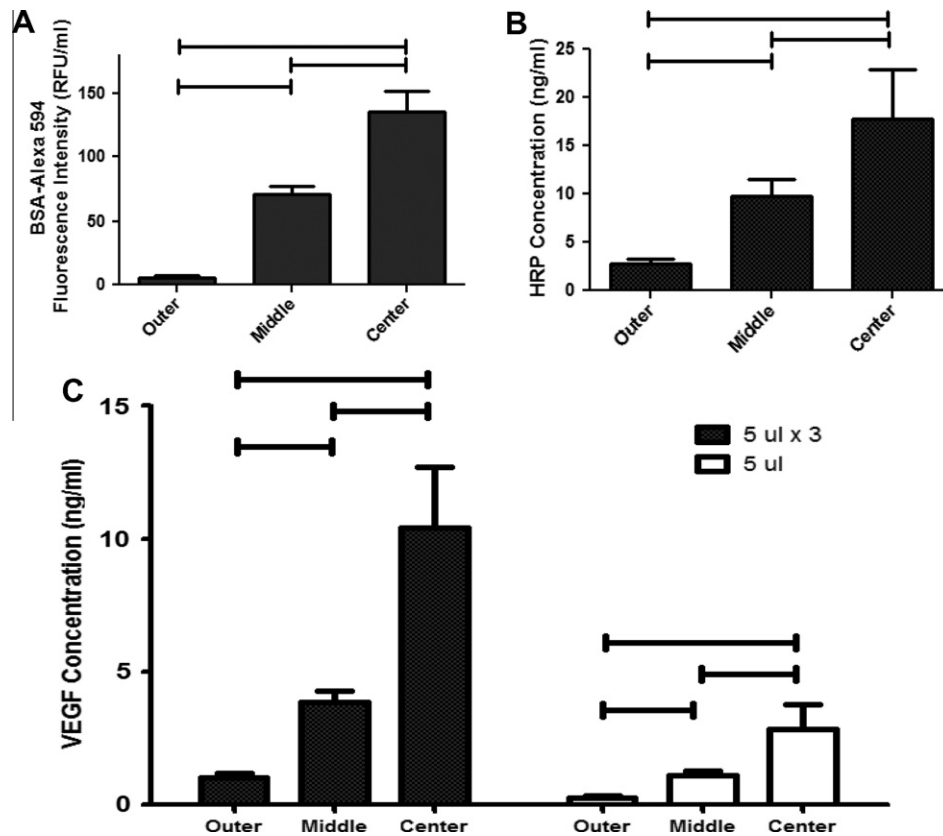 A
BSA-Alexa 594
Fluorescence Intensity (RFU/ml)
150
100
50
0
Outer
Middle
Center
B
HRP Concentration (ng/ml)
25
20
15
10
5
0
Outer
Middle
Center
C
VEGF Concentration (ng/ml)
15
10
5
0
5 ul x 3
5 ul
Outer Middle Center Outer Middle Center